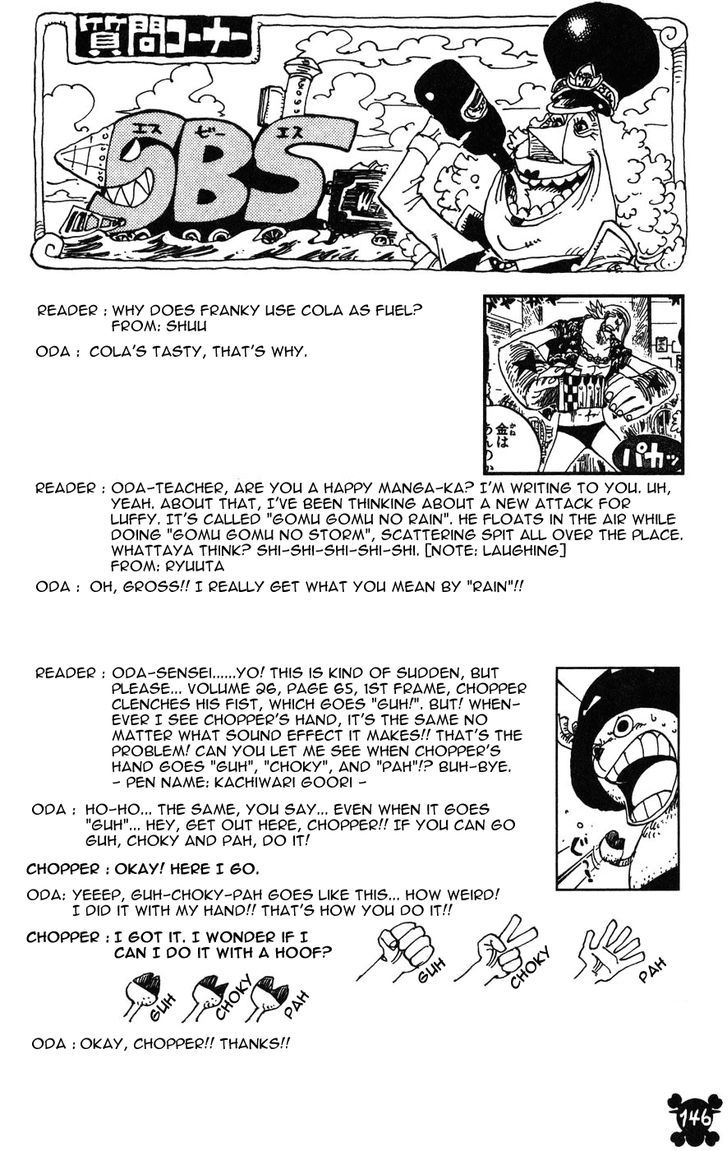 質問コーナー
エス ビー エス
SBS
W
READER : WHY DOES FRANKY USE COLA AS FUEL?
FROM: SHUU
ODA : COLA'S TASTY, THAT'S WHY.
金は
かね
あんの
パカッ
READER : ODA-TEACHER, ARE YOU A HAPPY MANGA-KA? I'M WRITING TO YOU. UH,
YEAH. ABOUT THAT, I'VE BEEN THINKING ABOUT A NEW ATTACK FOR
LUFFY. IT'S CALLED "GOMU GOMU NO RAIN". HE FLOATS IN THE AIR WHILE
DOING "GOMU GOMU NO STORM", SCATTERING SPIT ALL OVER THE PLACE.
WHATTAYA THINK? SHI-SHI-SHI-SHI-SHI. [NOTE: LAUGHING]
FROM: RYUUTA
ODA : OH, GROSS!! I REALLY GET WHAT YOU MEAN BY "RAIN"!!
READER : ODA-SENSEI......YO! THIS IS KIND OF SUDDEN, BUT
PLEASE... VOLUME 26, PAGE 65, 1ST FRAME, CHOPPER
CLENCHES HIS FIST, WHICH GOES "GUH!". BUT! WHEN-
EVER I SEE CHOPPER'S HAND, IT'S THE SAME NO
MATTER WHAT SOUND EFFECT IT MAKES!! THAT'S THE
PROBLEM! CAN YOU LET ME SEE WHEN CHOPPER'S
HAND GOES "GUH", "CHOKY", AND "PAH"!? BUH-BYE.
- PEN NAME: KACHIWARI GOORI -
ODA : HO-HO... THE SAME, YOU SAY... EVEN WHEN IT GOES
"GUH"... HEY, GET OUT HERE, CHOPPER!! IF YOU CAN GO
GUH, CHOKY AND PAH, DO IT!
CHOPPER : OKAY! HERE I GO.
ODA: YEEEP, GUH-CHOKY-PAH GOES LIKE THIS... HOW WEIRD!
I DID IT WITH MY HAND!! THAT'S HOW YOU DO IT!!
CHOPPER : I GOT IT. I WONDER IF I
CAN I DO IT WITH A HOOF?
GUH
CHOKY
PAH
GUH
CHOKY
PAH
ODA : OKAY, CHOPPER!! THANKS!!
146